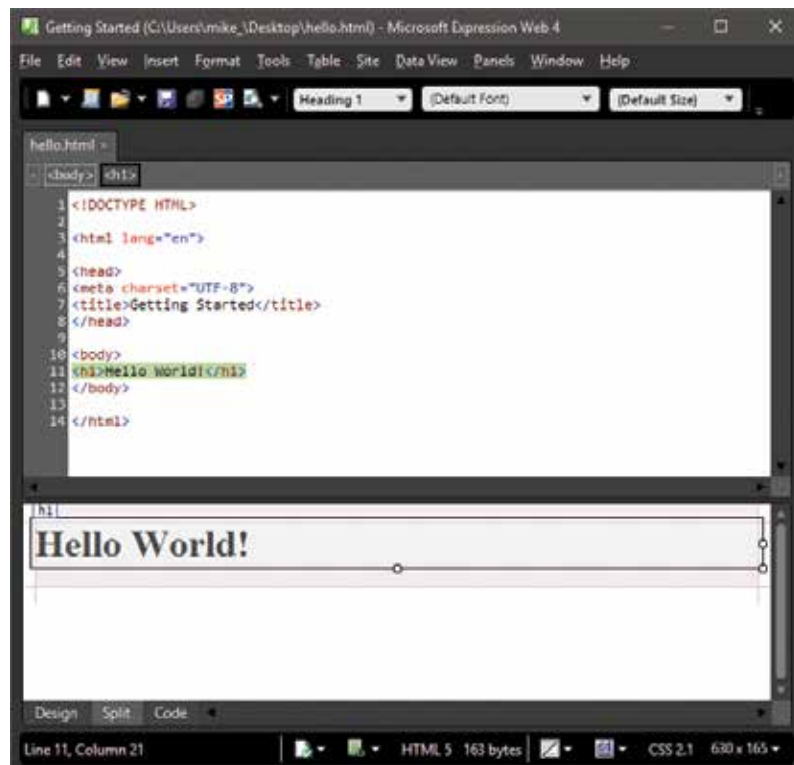 Getting Started (C:\Users\mike_\Desktop\hello.html) - Microsoft Expression Web 4
File Edit View Insert Format Tools Table Site Data View Panels Window Help
Heading 1 (Default Font) (Default Size)
hello.html
<body> <h1>
1 <!DOCTYPE HTML>
2
3 <html lang="en">
4
5 <head>
6 <meta charset="UTF-8">
7 <title>Getting Started</title>
8 </head>
9
10 <body>
11 <h1>Hello World!</h1>
12 </body>
13
14 </html>
h1
Hello World!
Design Split Code
Line 11, Column 21 HTML 5 163 bytes CSS 2.1 630 x 165